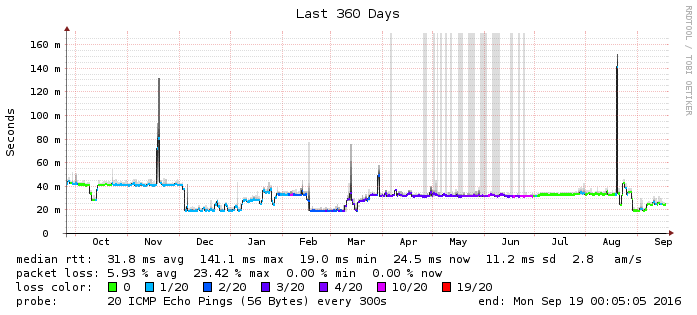 Last 360 Days
RRDTOOL / TOBI OETIKER
Seconds
160 m
140 m
120 m
100 m
80 m
60 m
40 m
20 m
0
Oct Nov Dec Jan Feb Mar Apr May Jun Jul Aug Sep
median rtt: 31.8 ms avg 141.1 ms max 19.0 ms min 24.5 ms now 11.2 ms sd 2.8 am/s
packet loss: 5.93 % avg 23.42 % max 0.00 % min 0.00 % now
loss color: 0 1/20 2/20 3/20 4/20 10/20 19/20
probe: 20 ICMP Echo Pings (56 Bytes) every 300s end: Mon Sep 19 00:05:05 2016